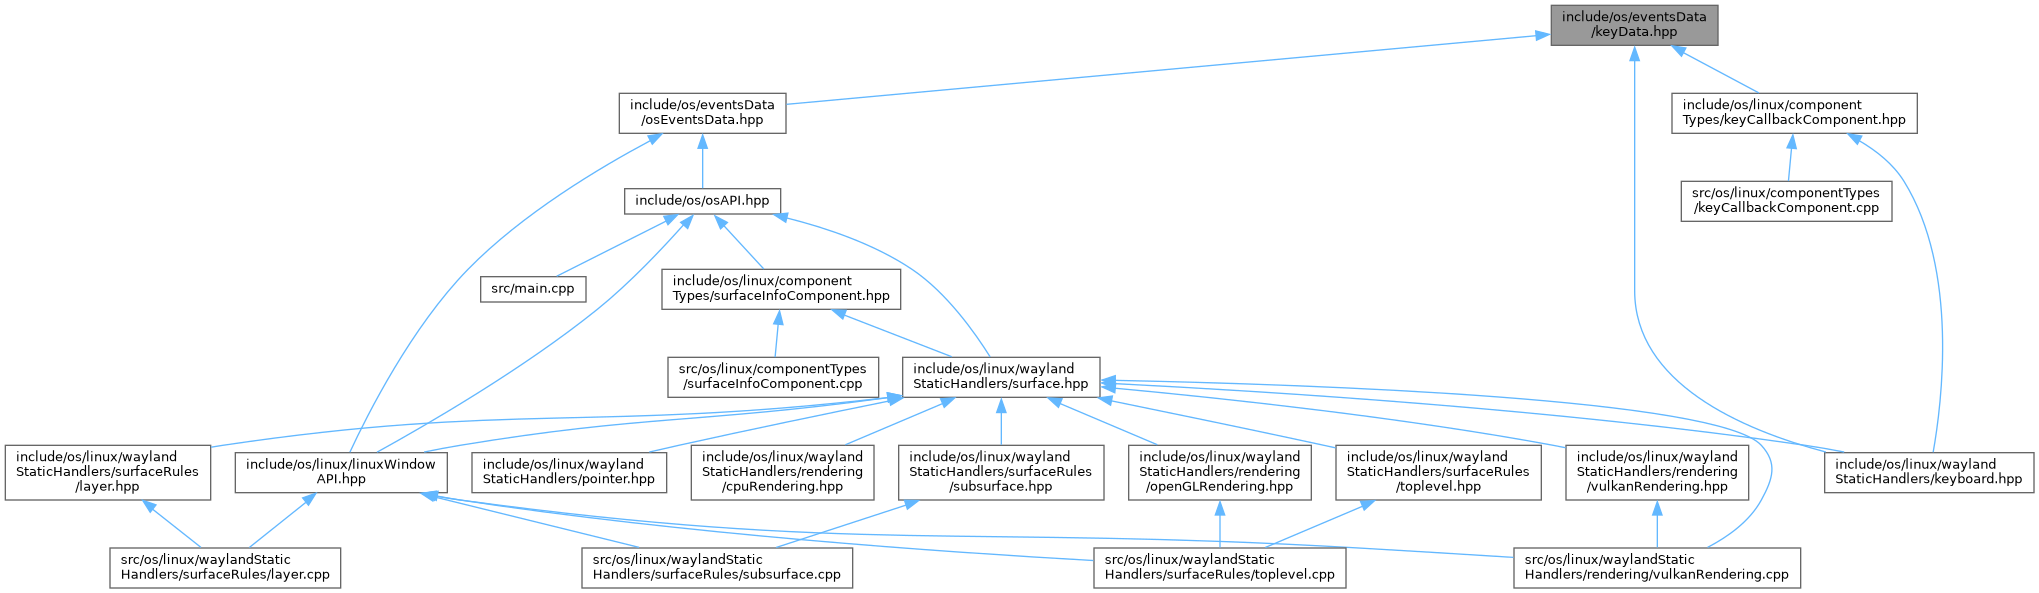 include/os/eventsData
/keyData.hpp
include/os/eventsData
/osEventsData.hpp
include/os/linux/component
Types/keyCallbackComponent.hpp
include/os/osAPI.hpp
src/os/linux/componentTypes
/keyCallbackComponent.cpp
src/main.cpp
include/os/linux/component
Types/surfaceInfoComponent.hpp
src/os/linux/componentTypes
/surfaceInfoComponent.cpp
include/os/linux/wayland
StaticHandlers/surface.hpp
include/os/linux/wayland
StaticHandlers/surfaceRules
/layer.hpp
include/os/linux/linuxWindow
API.hpp
include/os/linux/wayland
StaticHandlers/pointer.hpp
include/os/linux/wayland
StaticHandlers/rendering
/cpuRendering.hpp
include/os/linux/wayland
StaticHandlers/surfaceRules
/subsurface.hpp
include/os/linux/wayland
StaticHandlers/rendering
/openGLRendering.hpp
include/os/linux/wayland
StaticHandlers/surfaceRules
/toplevel.hpp
include/os/linux/wayland
StaticHandlers/rendering
/vulkanRendering.hpp
include/os/linux/wayland
StaticHandlers/keyboard.hpp
src/os/linux/waylandStatic
Handlers/surfaceRules/layer.cpp
src/os/linux/waylandStatic
Handlers/surfaceRules/subsurface.cpp
src/os/linux/waylandStatic
Handlers/surfaceRules/toplevel.cpp
src/os/linux/waylandStatic
Handlers/rendering/vulkanRendering.cpp